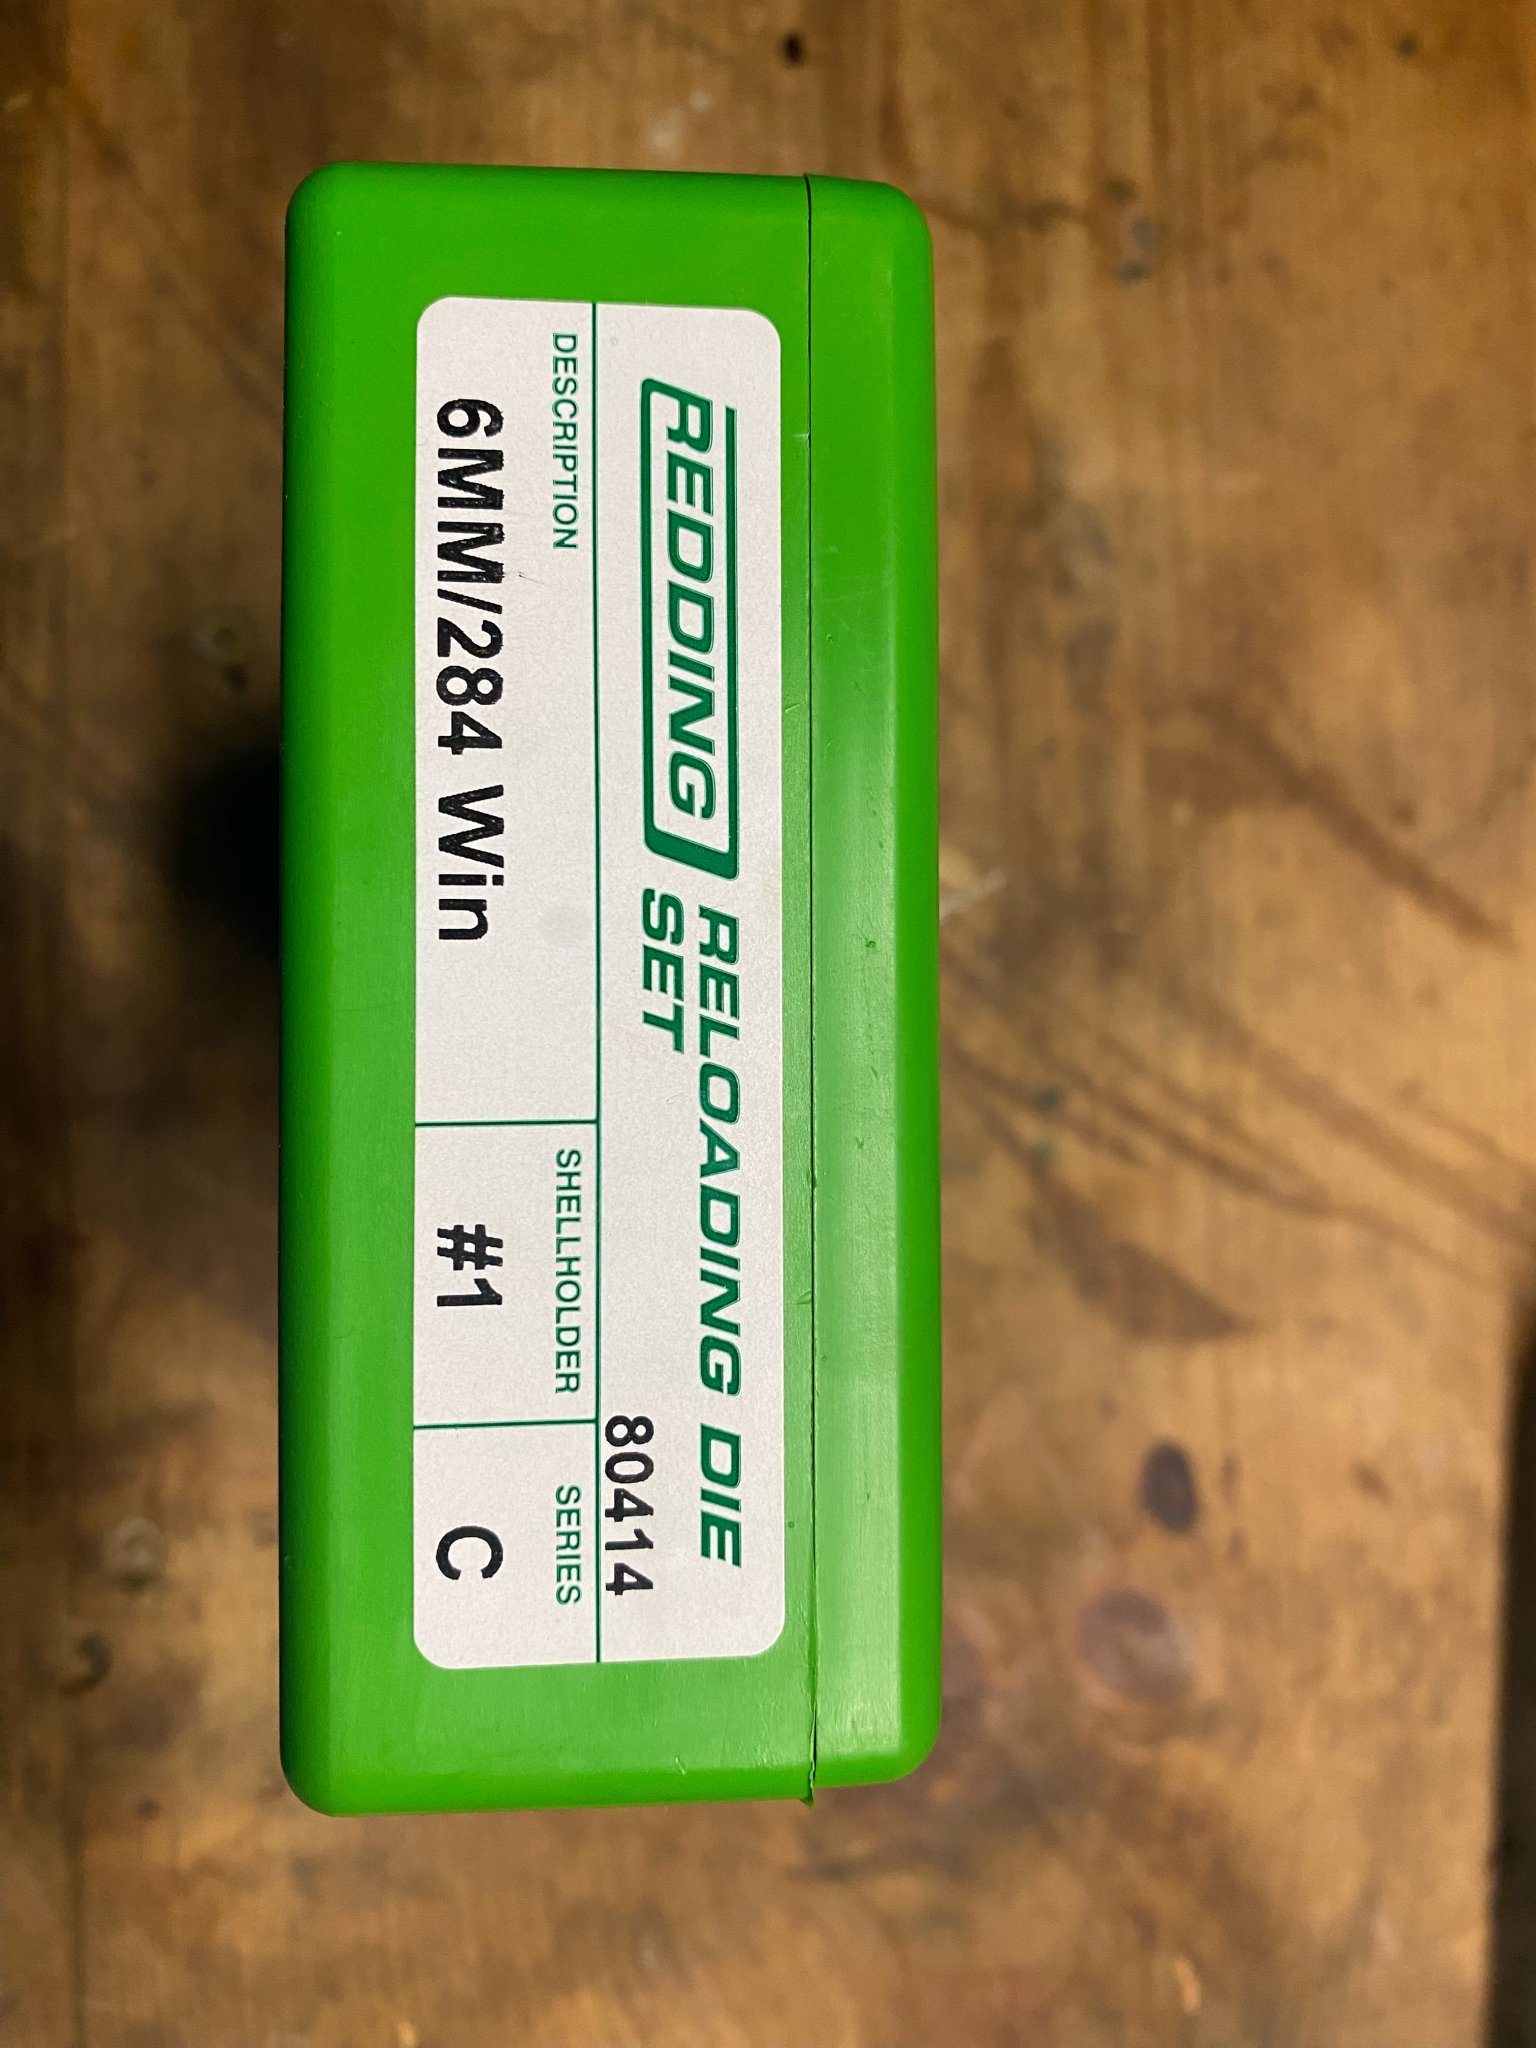 REDDING RELOADING DIE
SET
80414
DESCRIPTION SHELLHOLDER SERIES
6MM/284 Win #1 C